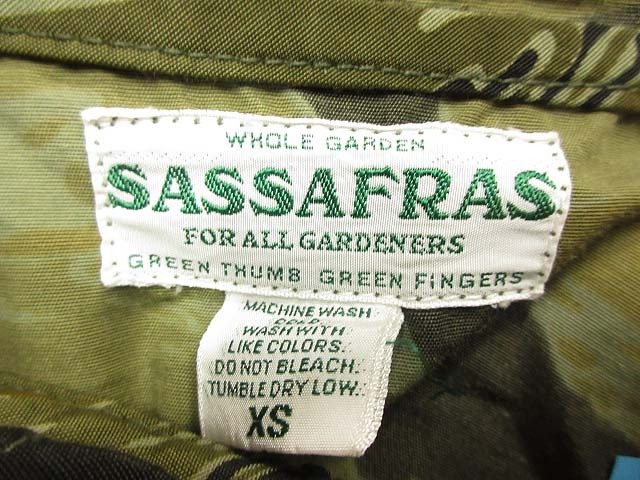 WHOLE GARDEN
SASSAFRAS
FOR ALL GARDENERS
GREEN THUMB GREEN FINGERS
MACHINE WASH
COLD
WASH WITH
LIKE COLORS.
DO NOT BLEACH.
TUMBLE DRY LOW.
XS